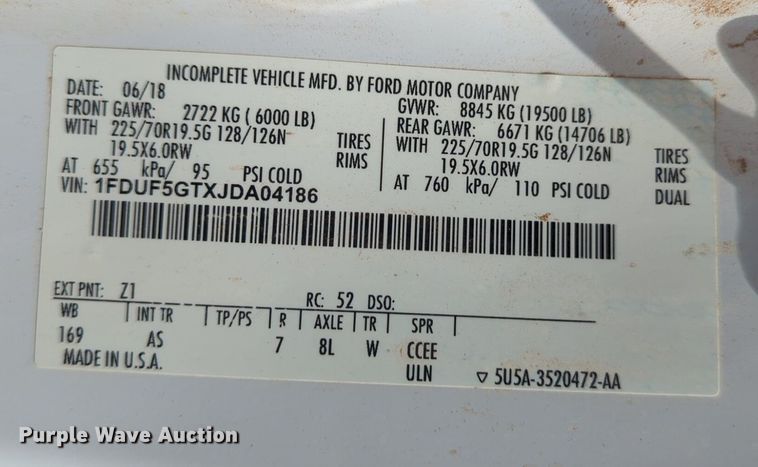 INCOMPLETE VEHICLE MFD. BY FORD MOTOR COMPANY
DATE: 06/18
GVWR: 8845 KG (19500 LB)
FRONT GAWR: 2722 KG ( 6000 LB)
REAR GAWR: 6671 KG (14706 LB)
WITH 225/70R19.5G 128/126N TIRES
WITH 225/70R19.5G 128/126N TIRES
19.5X6.0RW RIMS
19.5X6.0RW RIMS
AT 655 kPa/ 95 PSI COLD
AT 760 kPa/ 110 PSI COLD DUAL
VIN: 1FDUF5GTXJDA04186
EXT PNT: Z1 RC: 52 DSO:
WB INT TR TP/PS R AXLE TR SPR
169 AS 7 8L W CCEE
MADE IN U.S.A. ULN 5U5A-3520472-AA
Purple Wave Auction